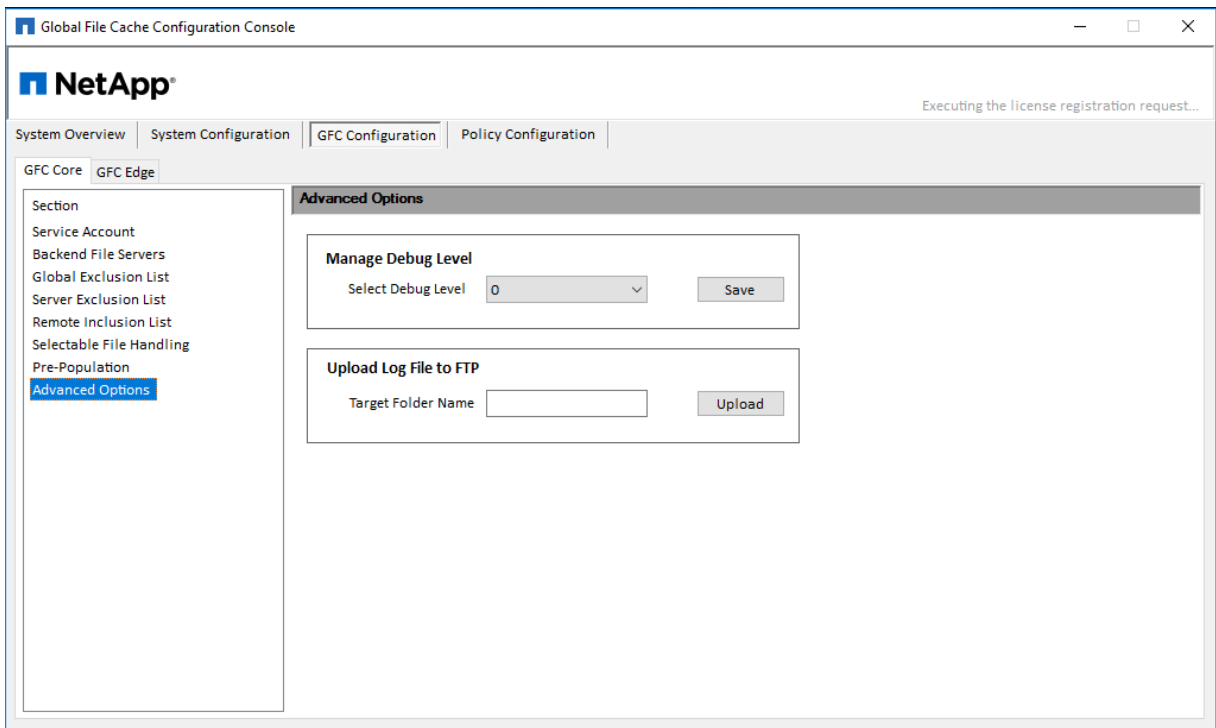 Global File Cache Configuration Console
NetApp®
Executing the license registration request...
System Overview System Configuration GFC Configuration Policy Configuration
GFC Core GFC Edge
Section
Service Account
Backend File Servers
Global Exclusion List
Server Exclusion List
Remote Inclusion List
Selectable File Handling
Pre-Population
Advanced Options
Advanced Options
Manage Debug Level
Select Debug Level 0 Save
Upload Log File to FTP
Target Folder Name Upload